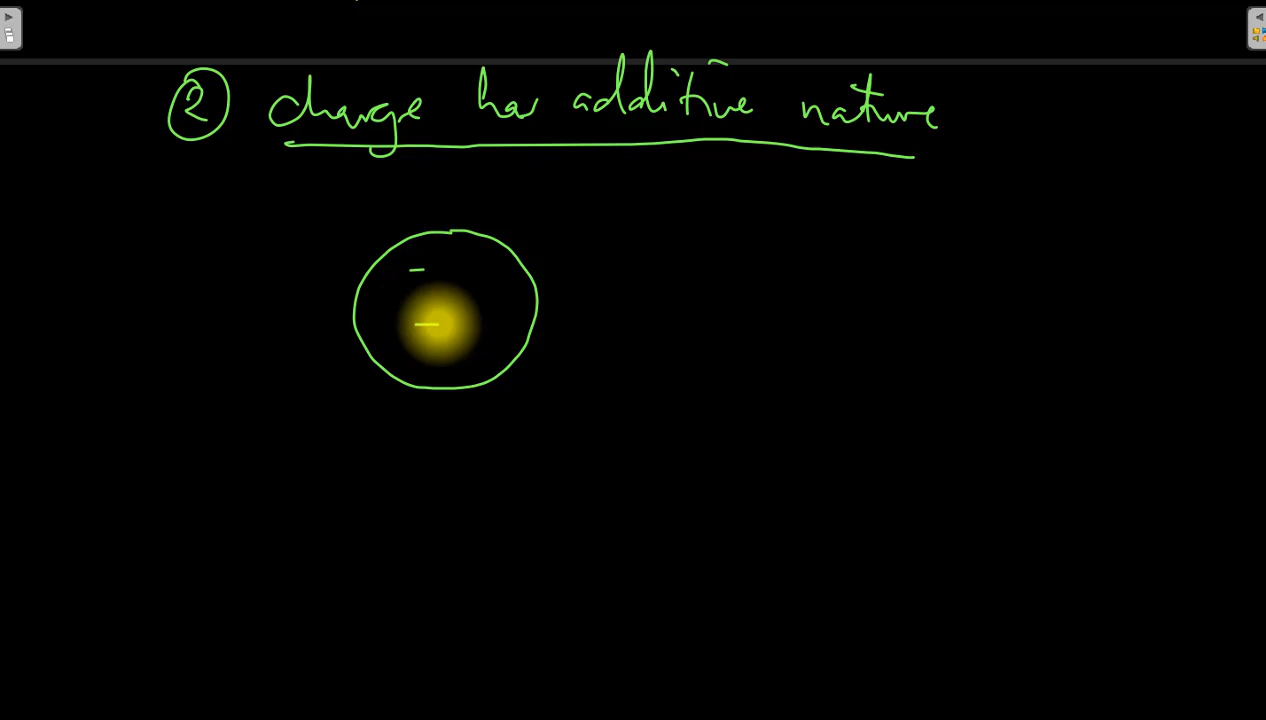 ② charge has additive nature
-
-